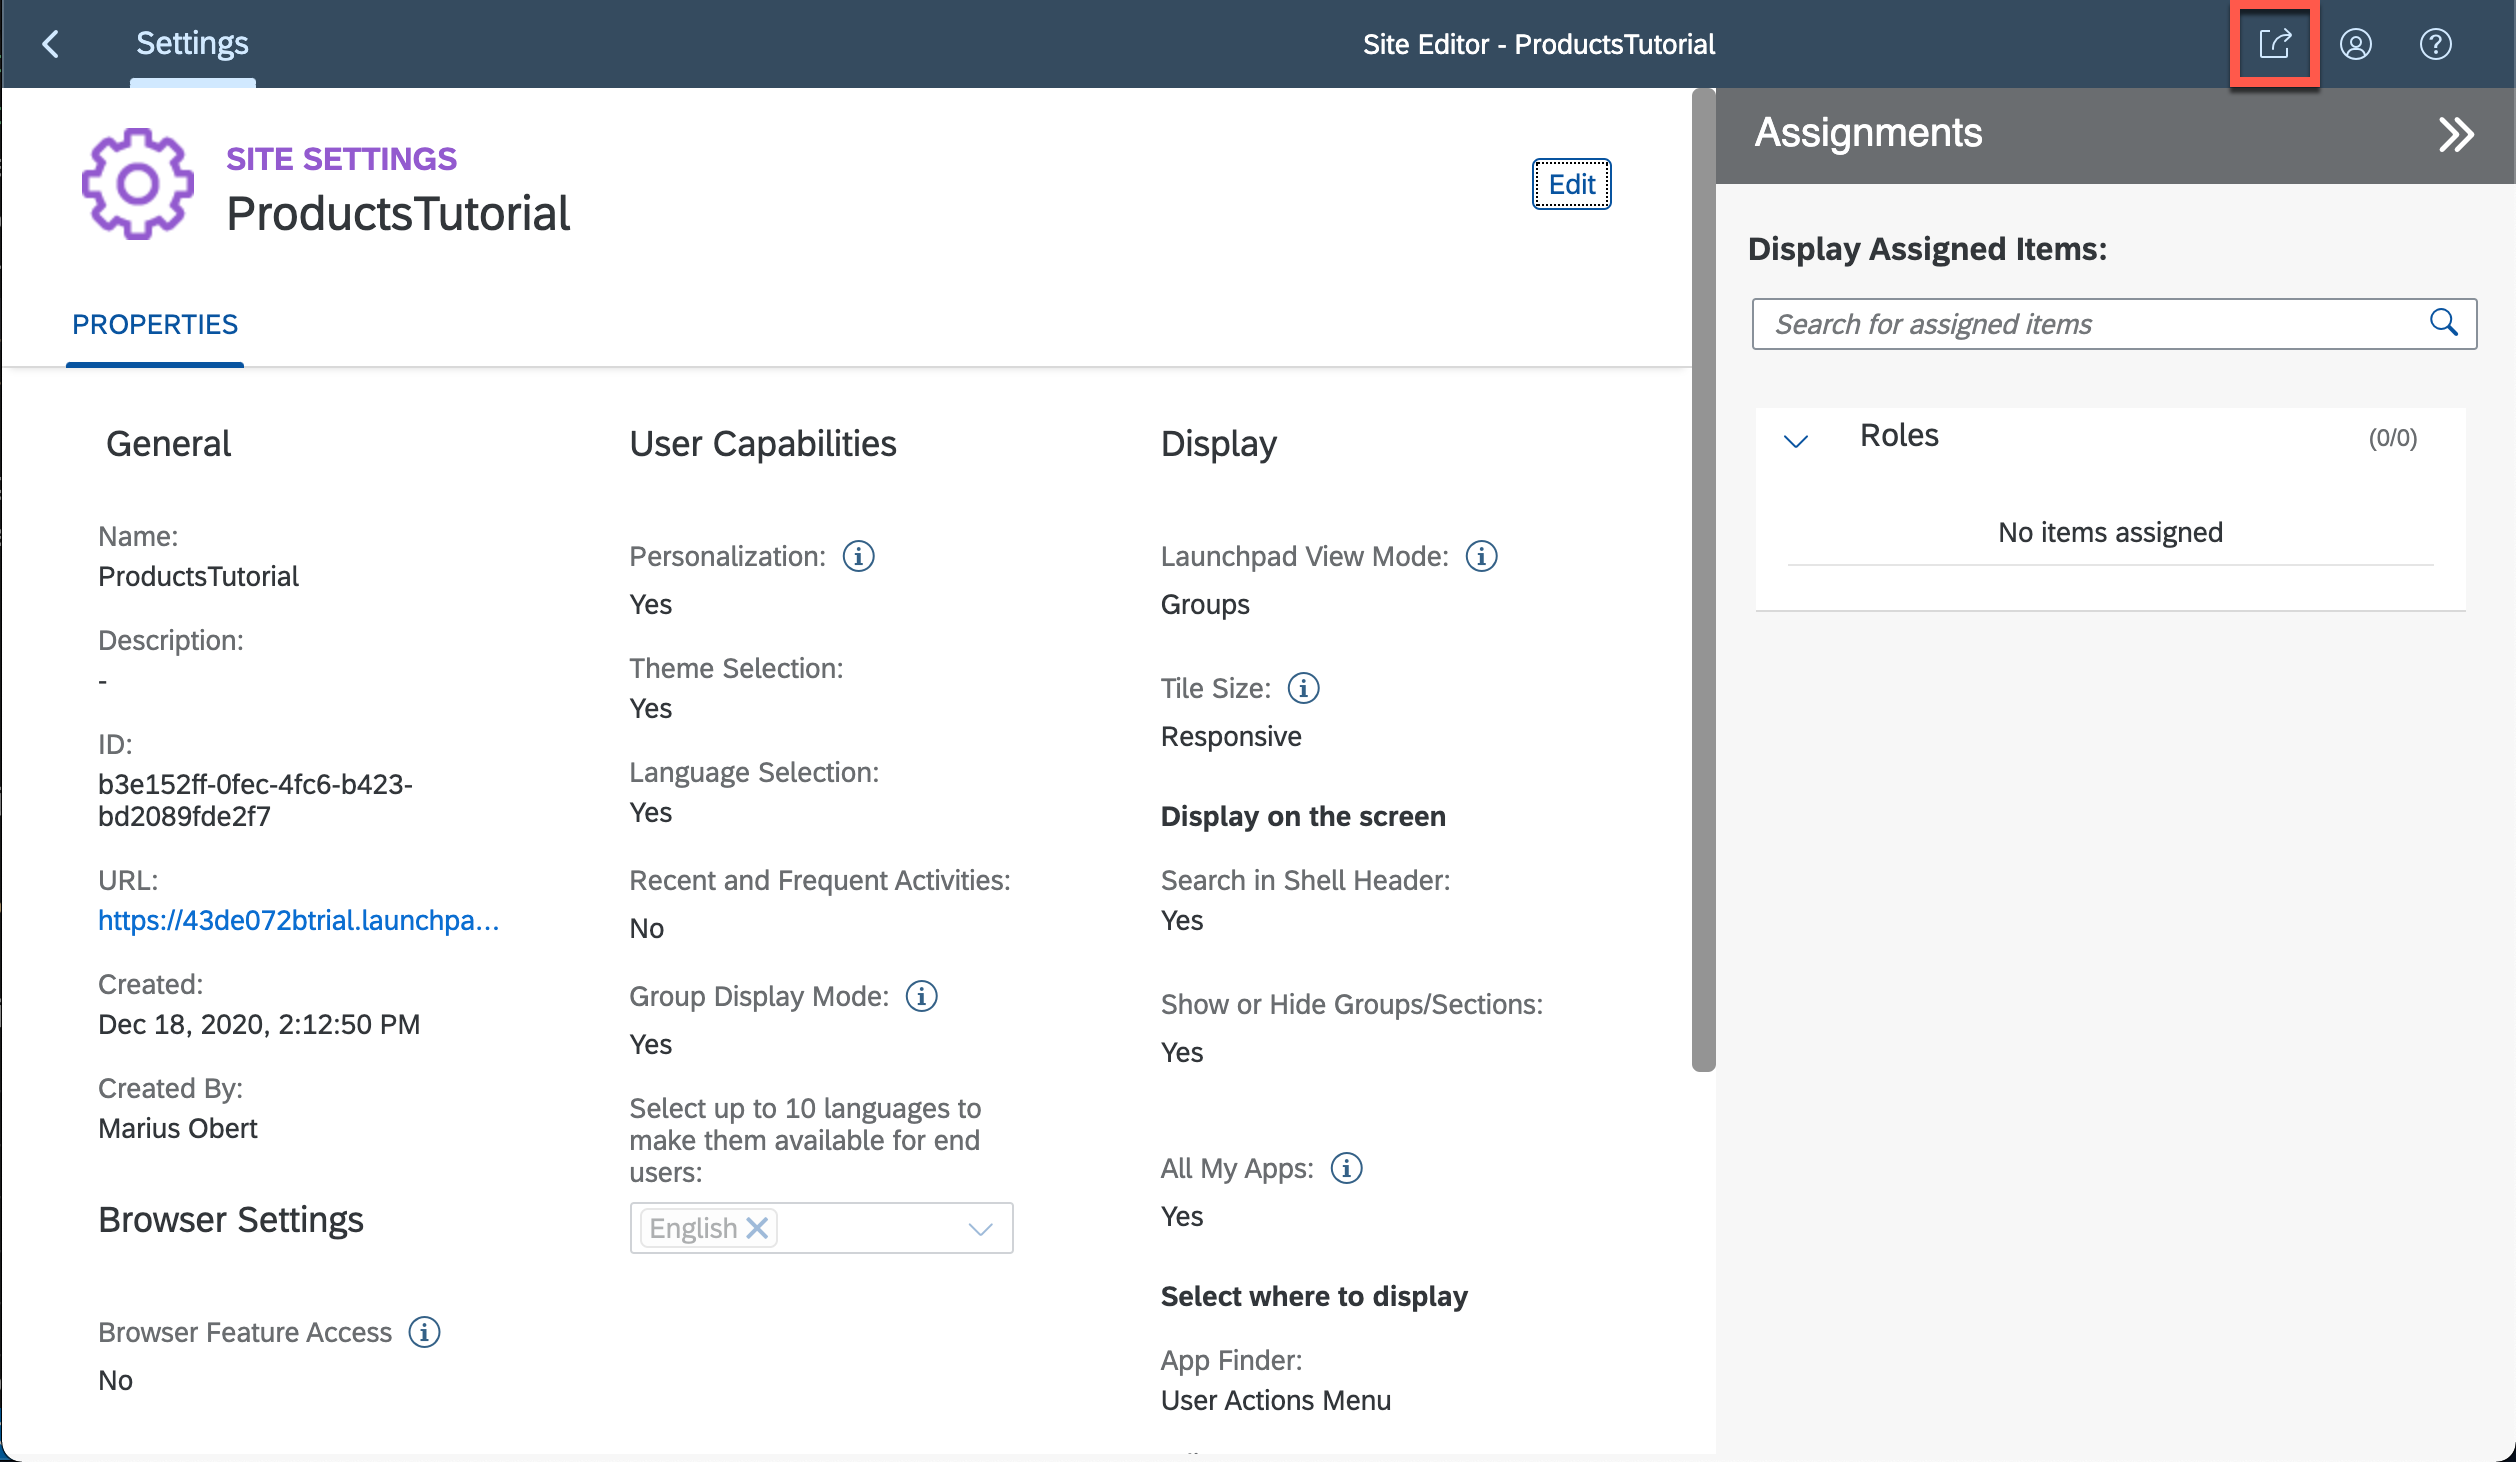 Settings
Site Editor - ProductsTutorial
SITE SETTINGS
ProductsTutorial
Edit
PROPERTIES
General
Name:
ProductsTutorial
Description:
-
ID:
b3e152ff-0fec-4fc6-b423-
bd2089fde2f7
URL:
https://43de072btrial.launchpa...
Created:
Dec 18, 2020, 2:12:50 PM
Created By:
Marius Obert
Browser Settings
Browser Feature Access
No
User Capabilities
Personalization:
Yes
Theme Selection:
Yes
Language Selection:
Yes
Recent and Frequent Activities:
No
Group Display Mode:
Yes
Select up to 10 languages to
make them available for end
users:
English
Display
Launchpad View Mode:
Groups
Tile Size:
Responsive
Display on the screen
Search in Shell Header:
Yes
Show or Hide Groups/Sections:
Yes
All My Apps:
Yes
Select where to display
App Finder:
User Actions Menu
Assignments
Display Assigned Items:
Search for assigned items
Roles
(0/0)
No items assigned